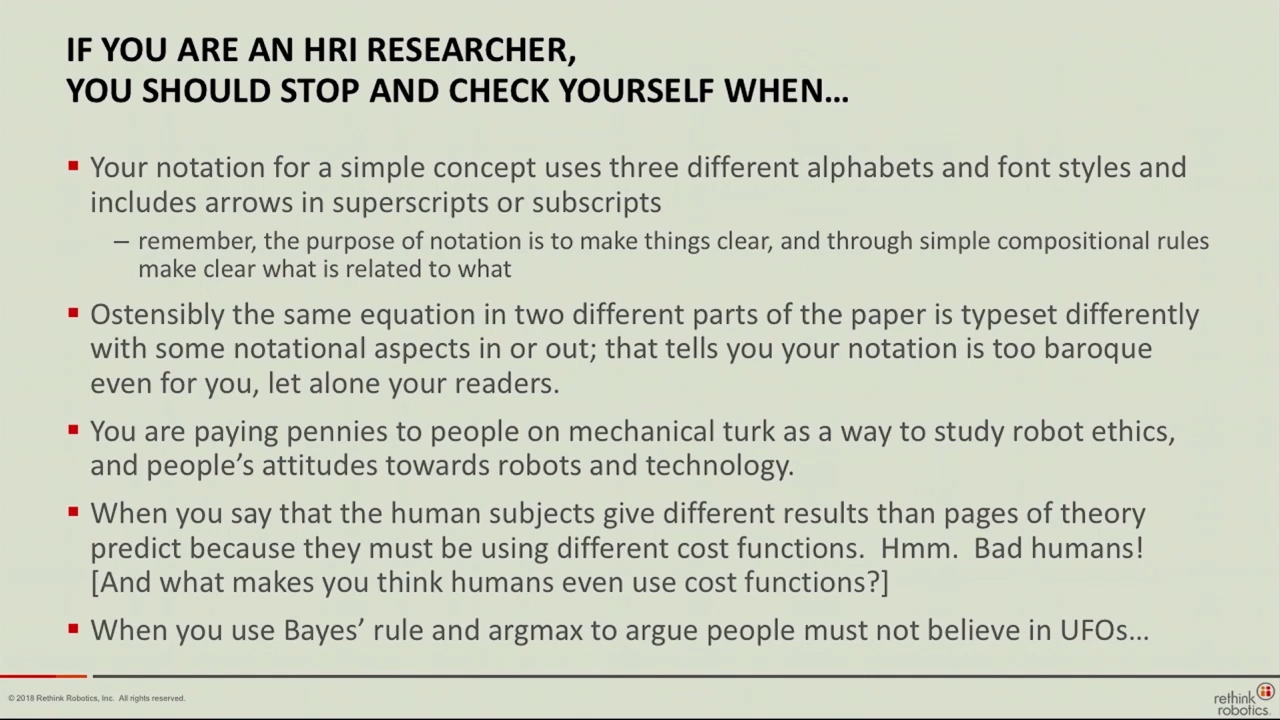 IF YOU ARE AN HRI RESEARCHER,
YOU SHOULD STOP AND CHECK YOURSELF WHEN…
▪ Your notation for a simple concept uses three different alphabets and font styles and
includes arrows in superscripts or subscripts
– remember, the purpose of notation is to make things clear, and through simple compositional rules
make clear what is related to what
▪ Ostensibly the same equation in two different parts of the paper is typeset differently
with some notational aspects in or out; that tells you your notation is too baroque
even for you, let alone your readers.
▪ You are paying pennies to people on mechanical turk as a way to study robot ethics,
and people’s attitudes towards robots and technology.
▪ When you say that the human subjects give different results than pages of theory
predict because they must be using different cost functions.  Hmm.  Bad humans!
[And what makes you think humans even use cost functions?]
▪ When you use Bayes’ rule and argmax to argue people must not believe in UFOs…
© 2018 Rethink Robotics, Inc.  All rights reserved.
rethink
robotics